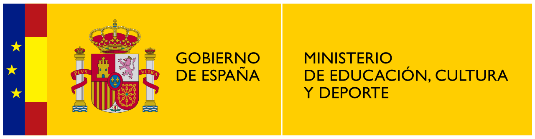 GOBIERNO
DE ESPAÑA
MINISTERIO
DE EDUCACIÓN, CULTURA
Y DEPORTE